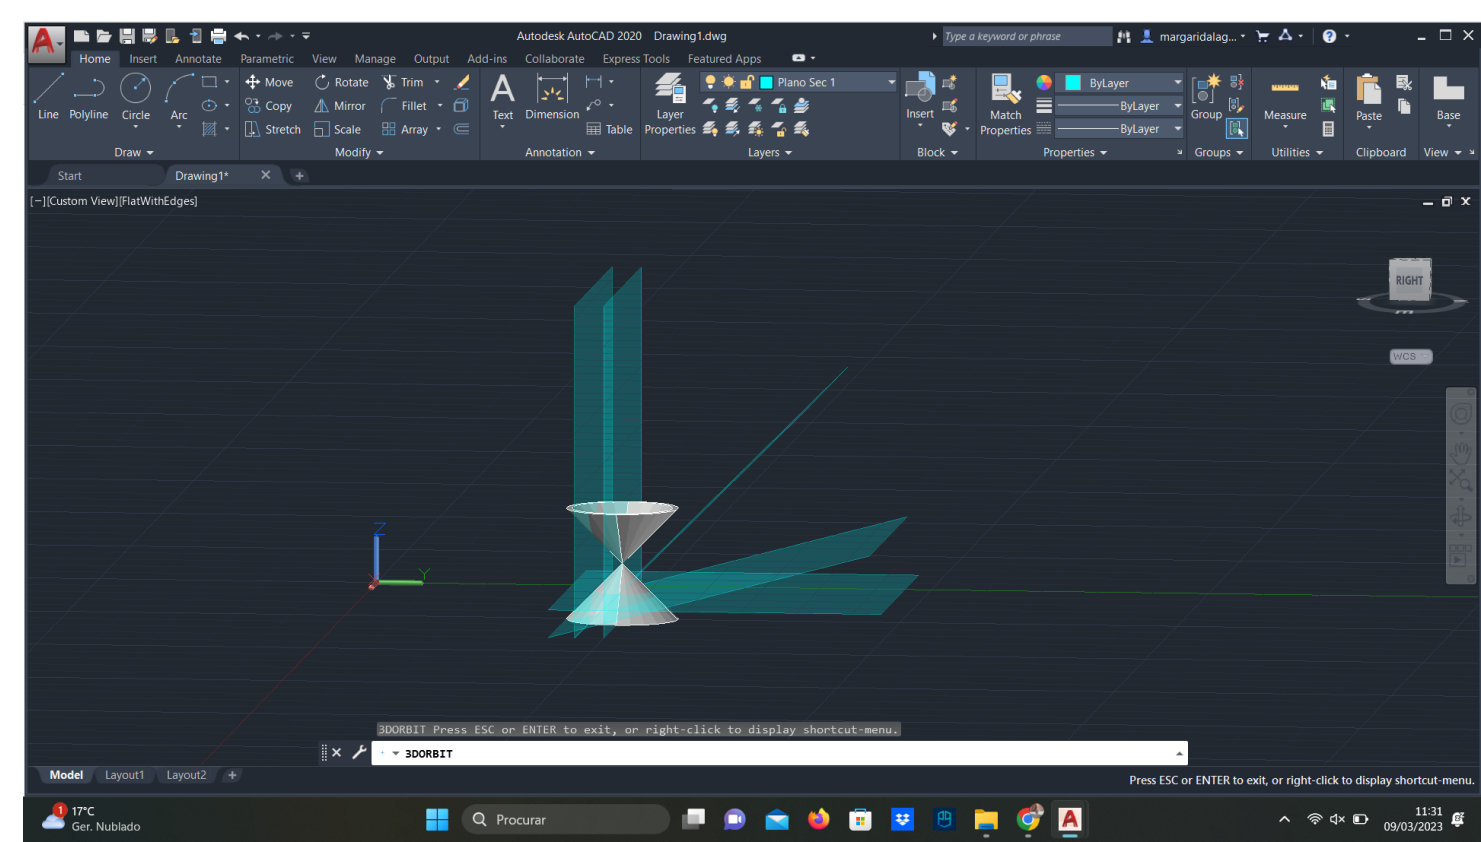 Autodesk AutoCAD 2020 Drawing1.dwg
Type a keyword or phrase
margaridalag...
Home Insert Annotate Parametric View Manage Output Add-ins Collaborate Express Tools Featured Apps
Line Polyline Circle Arc
Move Rotate Trim
Copy Mirror Fillet
Stretch Scale Array
Text Dimension Table
Layer Properties
Plano Sec 1
Insert
Match Properties
ByLayer
ByLayer
ByLayer
Group
Measure
Paste
Base
Draw Modify Annotation Layers Block Properties Groups Utilities Clipboard View
Start Drawing1*
[−][Custom View][FlatWithEdges]
RIGHT
WCS
Z
Y
3DORBIT Press ESC or ENTER to exit, or right-click to display shortcut-menu.
3DORBIT
Model Layout1 Layout2
Press ESC or ENTER to exit, or right-click to display shortcut-menu.
1
17°C
Ger. Nublado
Procurar
11:31
09/03/2023